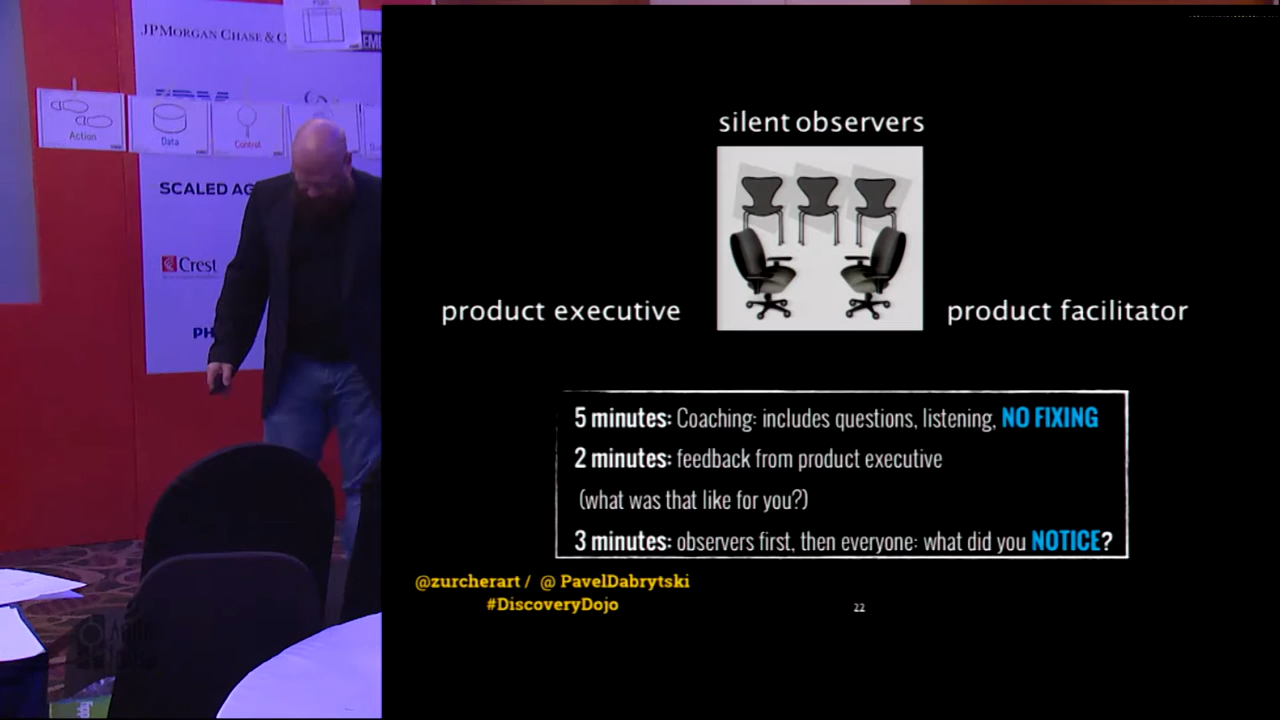 JPMORGAN CHASE & C
Action
Data
Control
SCALED AG
Crest
PH
silent observers
product executive
product facilitator
5 minutes: Coaching: includes questions, listening, NO FIXING
2 minutes: feedback from product executive
(what was that like for you?)
3 minutes: observers first, then everyone: what did you NOTICE?
@zurcherart / @ PavelDabrytski
#DiscoveryDojo
22